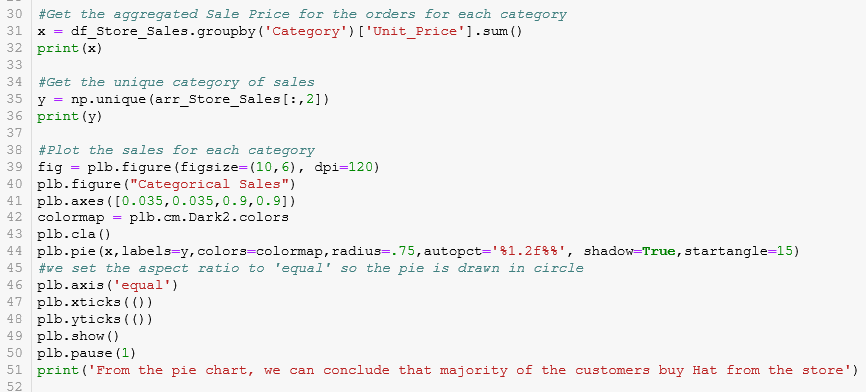 30 #Get the aggregated Sale Price for the orders for each category
31 x = df_Store_Sales.groupby('Category')['Unit_Price'].sum()
32 print(x)
33
34 #Get the unique category of sales
35 y = np.unique(arr_Store_Sales[:,2])
36 print(y)
37
38 #Plot the sales for each category
39 fig = plb.figure(figsize=(10,6), dpi=120)
40 plb.figure("Categorical Sales")
41 plb.axes([0.035,0.035,0.9,0.9])
42 colormap = plb.cm.Dark2.colors
43 plb.cla()
44 plb.pie(x,labels=y,colors=colormap,radius=.75,autopct='%1.2f%%', shadow=True,startangle=15)
45 #we set the aspect ratio to 'equal' so the pie is drawn in circle
46 plb.axis('equal')
47 plb.xticks(())
48 plb.yticks(())
49 plb.show()
50 plb.pause(1)
51 print('From the pie chart, we can conclude that majority of the customers buy Hat from the store')
52